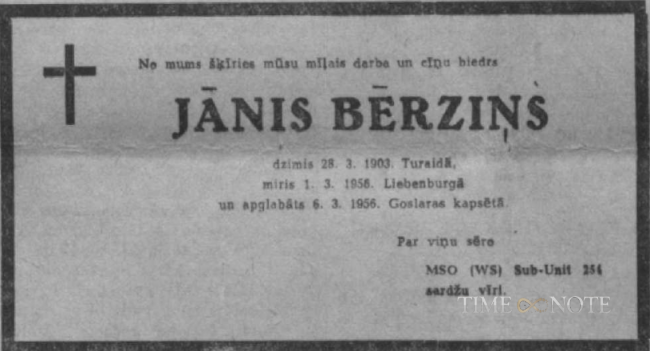 No mums šķīries mūsu mīļais darba un cīņu biedrs
JĀNIS BĒRZIŅŠ
dzimis 28. 3. 1903. Turaidā,
miris 1. 3. 1956. Liebenburgā
un apglabāts 6. 3. 1956. Goslaras kapsētā.
Par viņu sēro
MSO (WS) Sub-Unit 254
sardžu vīri.
TIMENOTE